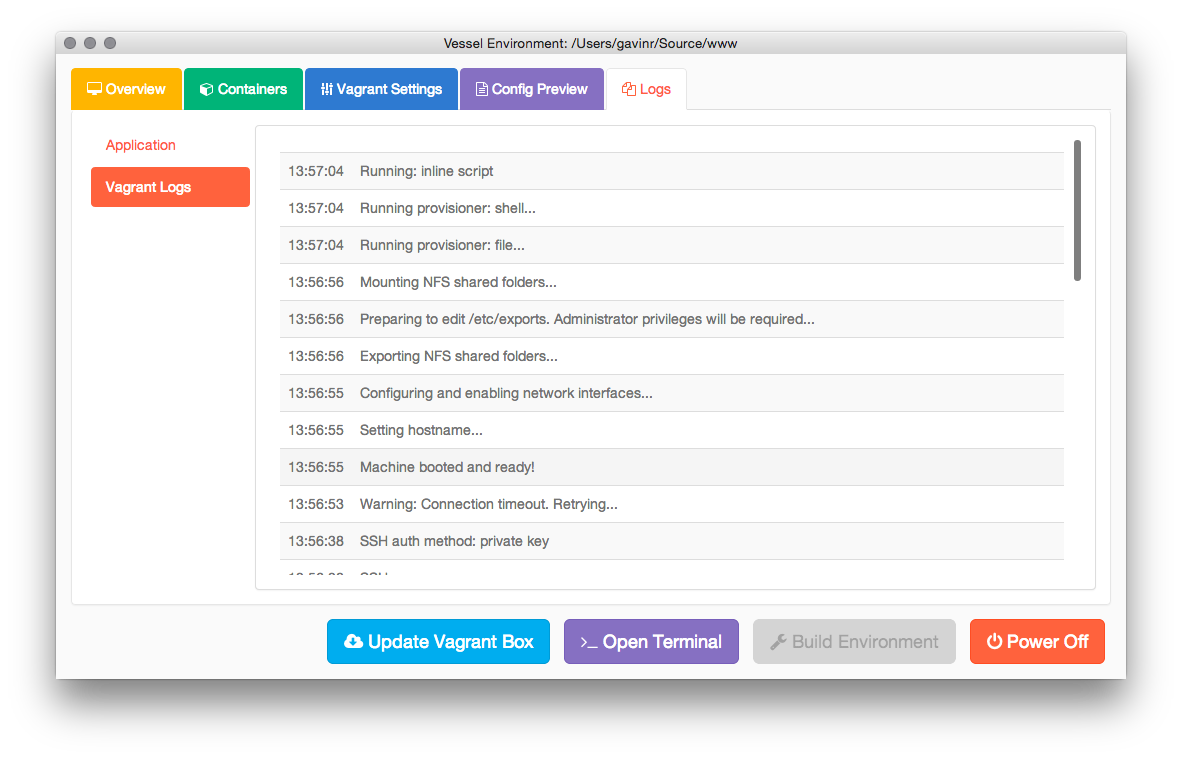 Vessel Environment: /Users/gavinr/Source/www
Overview
Containers
Vagrant Settings
Config Preview
Logs
Application
Vagrant Logs
13:57:04 Running: inline script
13:57:04 Running provisioner: shell...
13:57:04 Running provisioner: file...
13:56:56 Mounting NFS shared folders...
13:56:56 Preparing to edit /etc/exports. Administrator privileges will be required...
13:56:56 Exporting NFS shared folders...
13:56:55 Configuring and enabling network interfaces...
13:56:55 Setting hostname...
13:56:55 Machine booted and ready!
13:56:53 Warning: Connection timeout. Retrying...
13:56:38 SSH auth method: private key
Update Vagrant Box
Open Terminal
Build Environment
Power Off